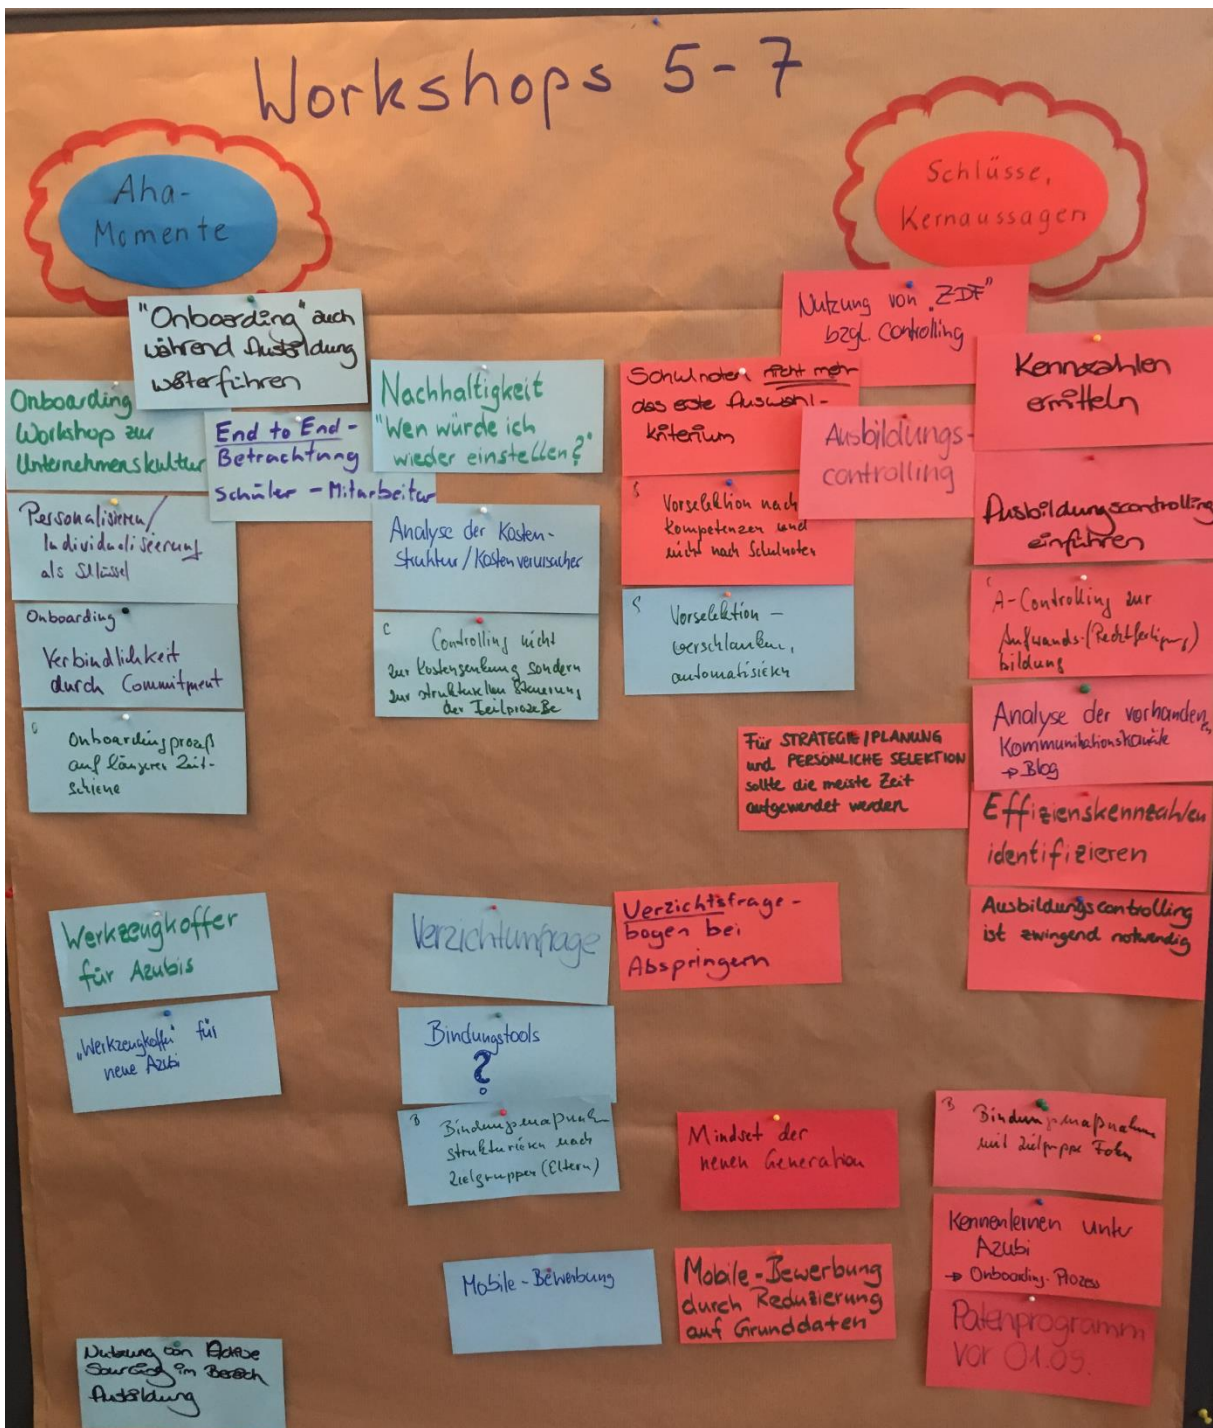 Workshops 5-7
Aha-
Momente
Schlüsse,
Kernaussagen
"Onboarding" auch
während Ausbildung
weiterführen
Onboarding
Workshop zur
Unternehmenskultur
End to End-
Betrachtung
Schüler - Mitarbeiter
Personalisieren/
Individualisierung
als Schlüssel
Onboarding
Verbindlichkeit
durch Commitment
Onboardingprozeß
auf längeren Zeit-
schiene
Nachhaltigkeit
"Wen würde ich
wieder einstellen?"
Analyse der Kosten-
struktur/Kostenverursacher
C
Controlling nicht
zur Kostensenkung sondern
zur strukturellen Steuerung
der Teilprozeße
Nutzung von "ZDF"
bzgl. Controlling
Schulnoten nicht mehr
das erste Auswahl-
kriterium
Ausbildungs-
controlling
S
Vorselektion nach
Kompetenzen und
nicht nach Schulnoten
S
Vorselektion -
verschlanken,
automatisieren
Kennzahlen
ermitteln
Ausbildungscontrolling
einführen
A-Controlling zur
Aufwands-(Rechtfertigung)
bildung
Analyse der vorhanden
en
Kommunikationskanäle
→ Blog
Für STRATEGIE/PLANUNG
und PERSÖNLICHE SELEKTION
sollte die meiste Zeit
aufgewendet werden
Effizienskennzahlen
identifizieren
Ausbildungscontrolling
ist zwingend notwendig
Werkzeugkoffer
für Azubis
"Werkzeugkoffer" für
neue Azubi
Verzichtumfrage
Verzichtsfrage-
bogen bei
Abspringern
Bindungstools
?
B
Bindungsmaßnahm
strukturieren nach
Zielgruppen (Eltern)
Mindset der
neuen Generation
B
Bindungsmaßnahmen
mit Zielgruppe Fokus
Kennenlernen unter
Azubi
→ Onboarding-Prozess
Mobile-Bewerbung
Mobile-Bewerbung
durch Reduzierung
auf Grunddaten
Patenprogramm
vor 01.09.
Nutzung von Active
Sourcing im Bereich
Ausbildung